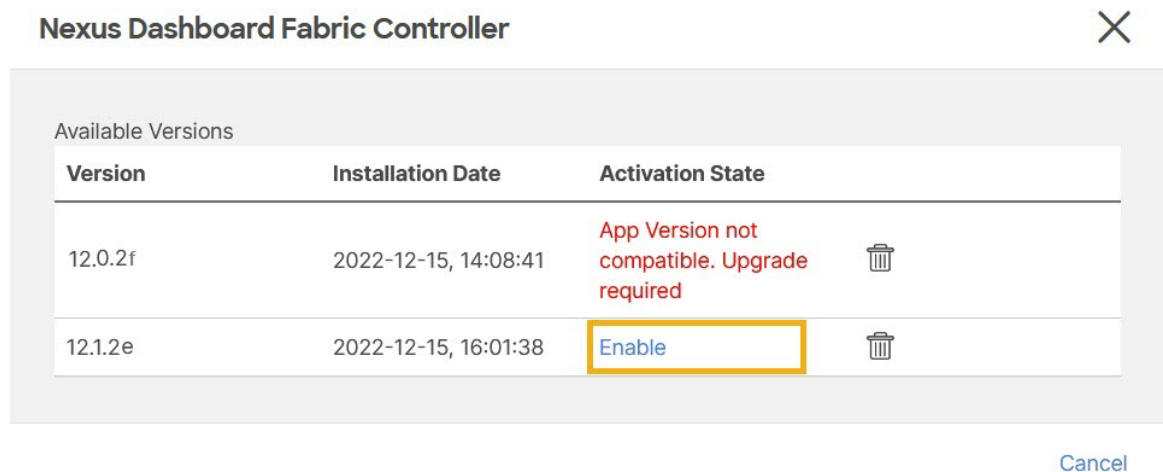 Nexus Dashboard Fabric Controller
Available Versions
Version Installation Date Activation State
12.0.2f 2022-12-15, 14:08:41 App Version not
compatible. Upgrade
required
12.1.2e 2022-12-15, 16:01:38 Enable
Cancel